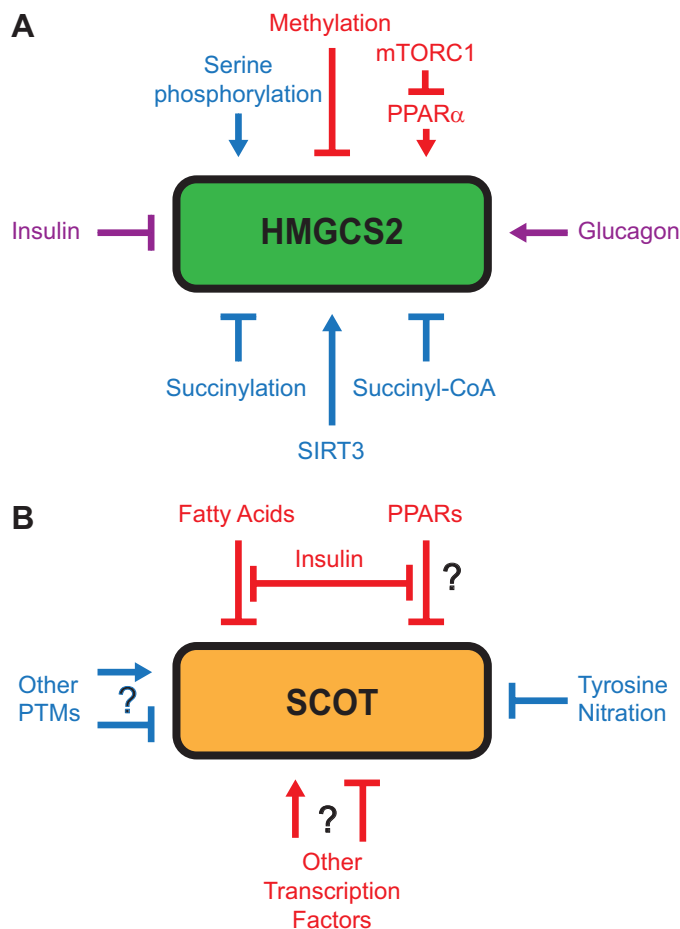 A
Methylation
mTORC1
Serine
phosphorylation
PPARα
Insulin
HMGCS2
Glucagon
Succinylation
Succinyl-CoA
SIRT3
B
Fatty Acids
PPARs
Insulin
?
Other
PTMs
?
SCOT
Tyrosine
Nitration
?
Other
Transcription
Factors